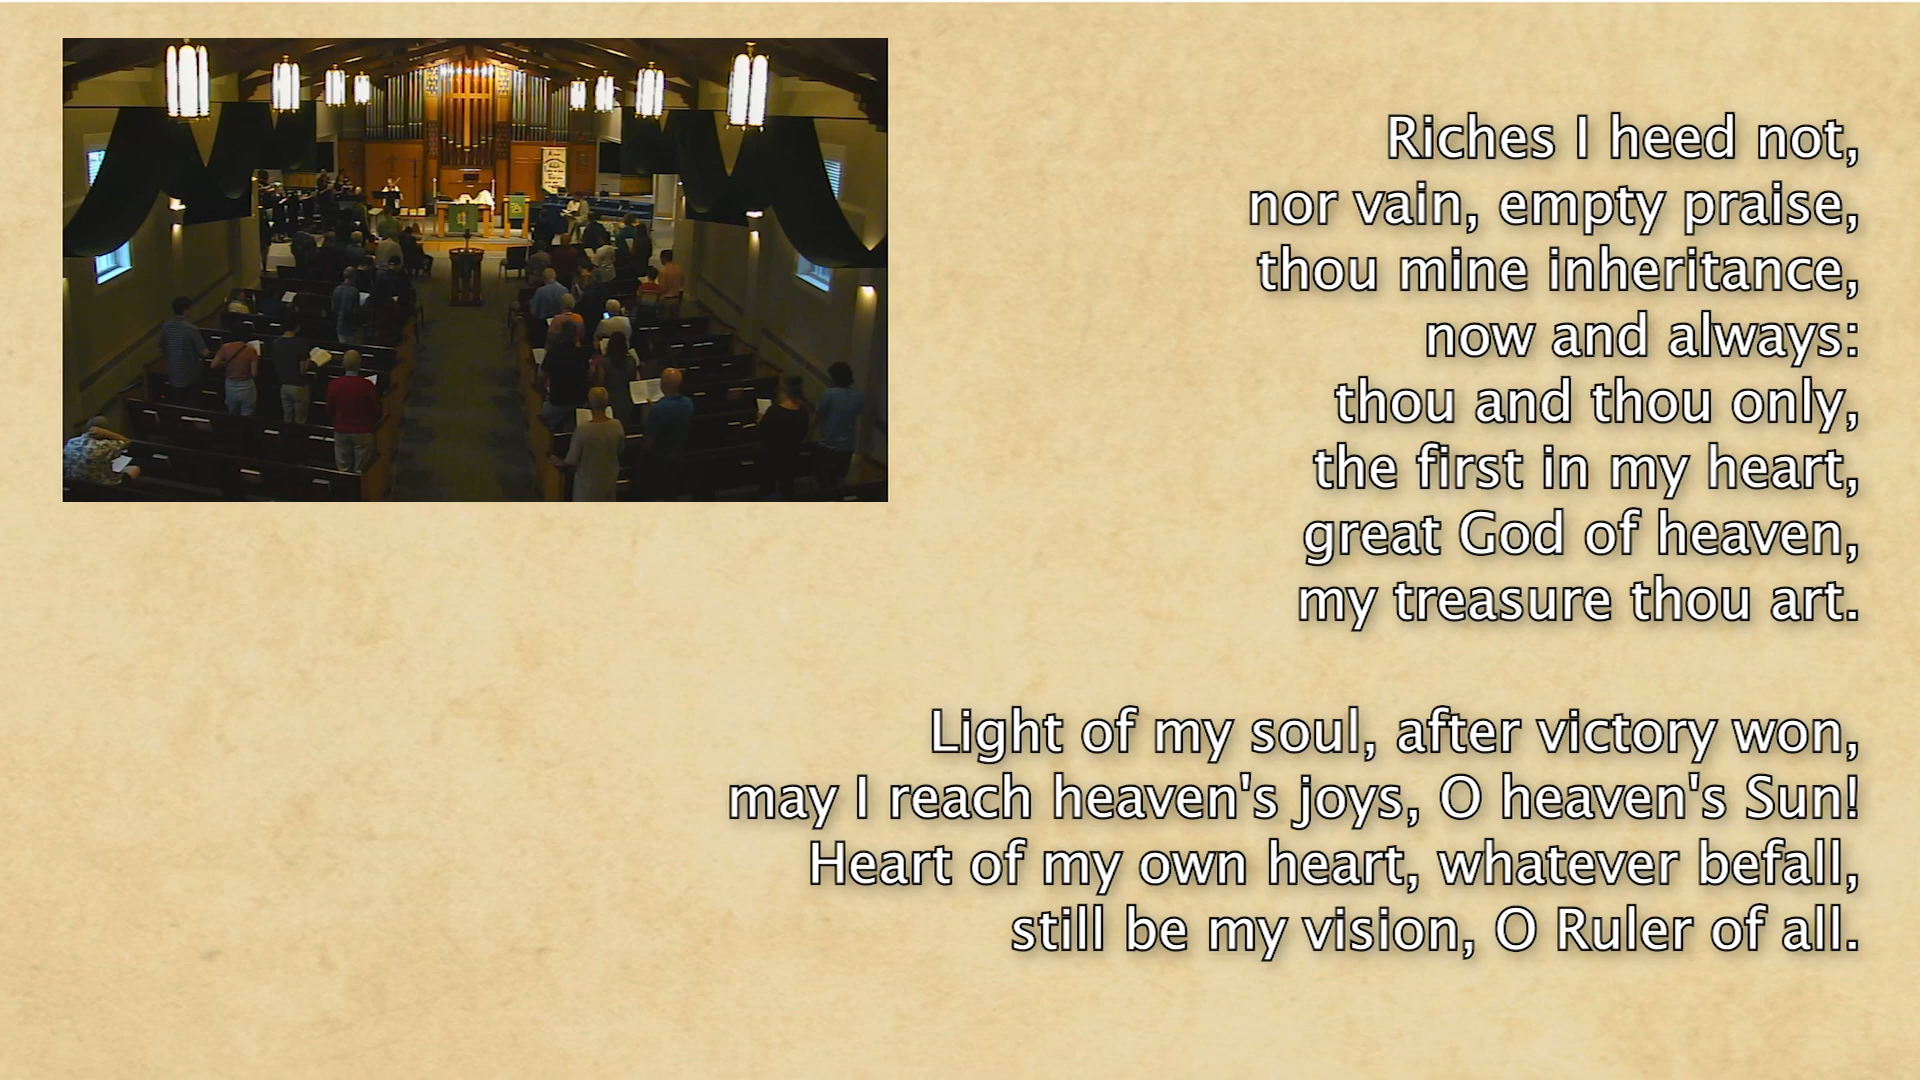 Riches I heed not,
nor vain, empty praise,
thou mine inheritance,
now and always:
thou and thou only,
the first in my heart,
great God of heaven,
my treasure thou art.
Light of my soul, after victory won,
may I reach heaven's joys, O heaven's Sun!
Heart of my own heart, whatever befall,
still be my vision, O Ruler of all.